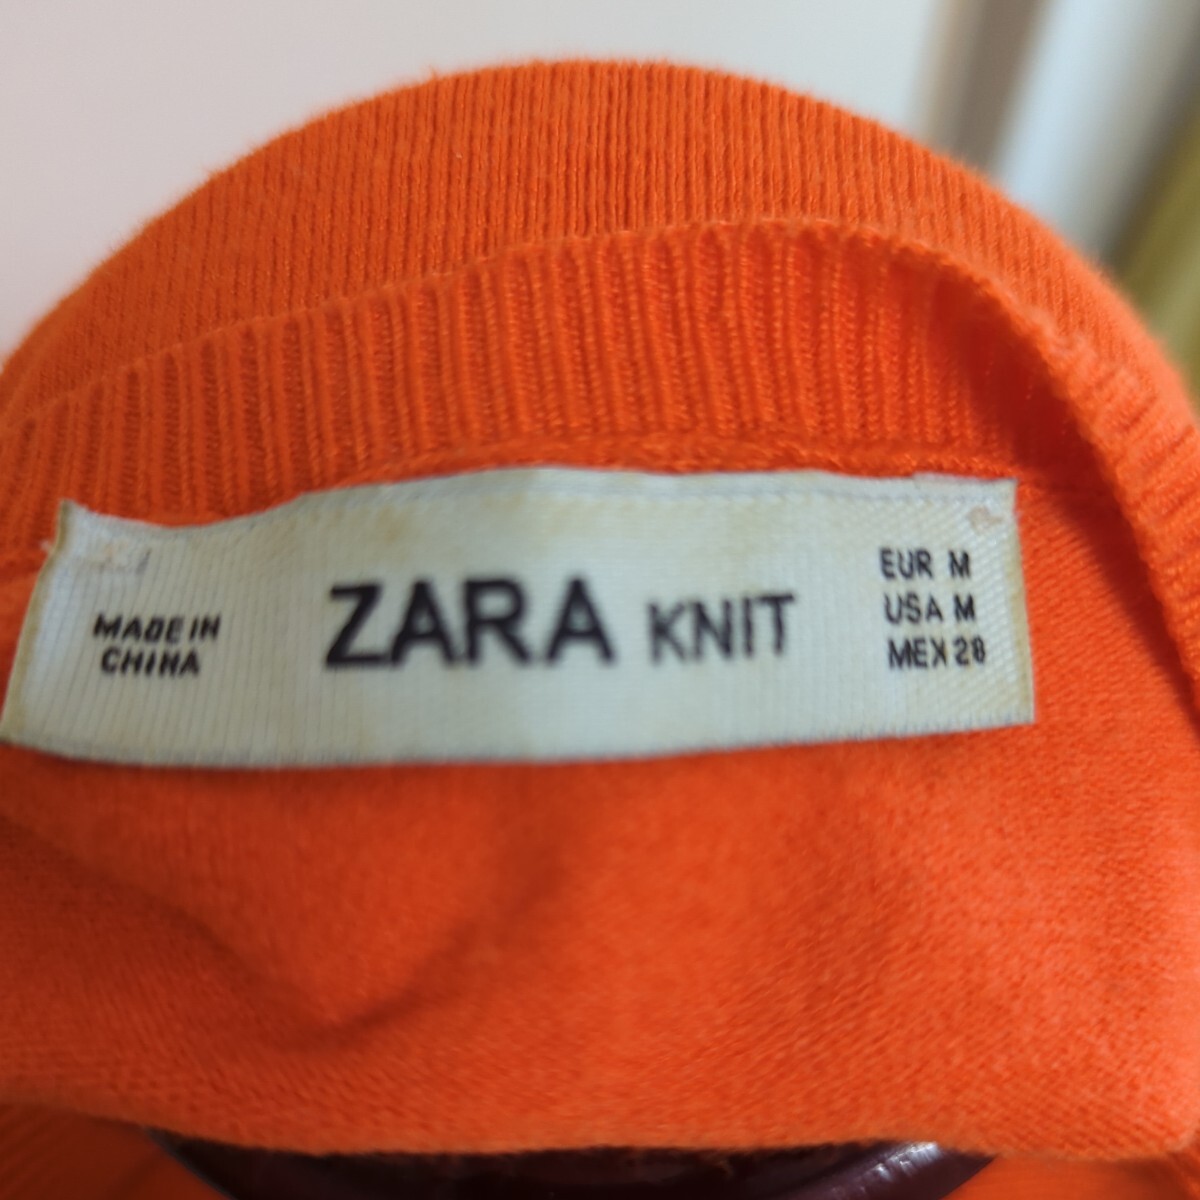 MADE IN
CHINA
ZARA KNIT
EUR M
USA M
MEX 28